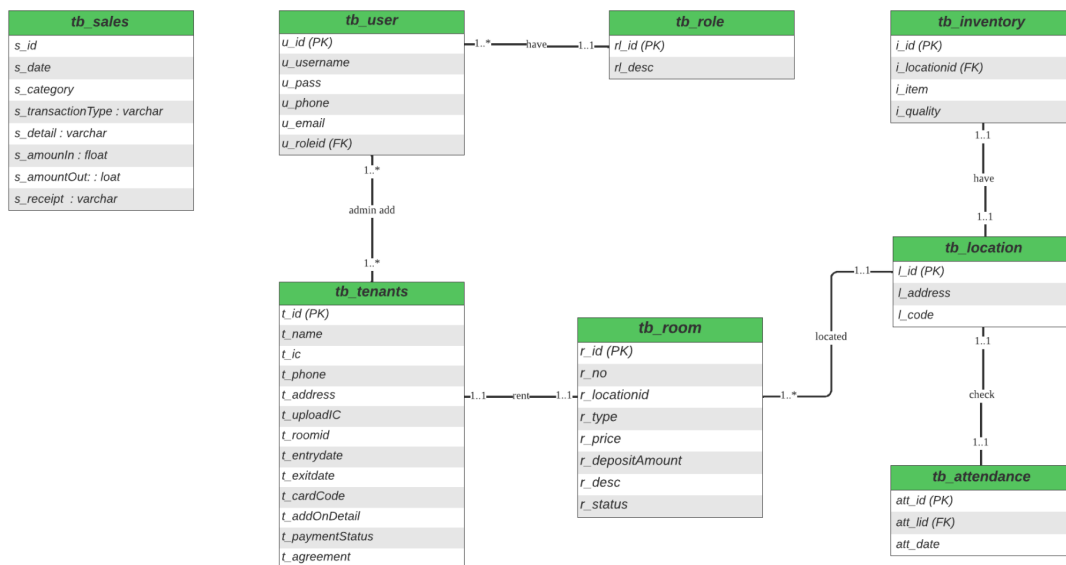 tb_sales
s_id
s_date
s_category
s_transactionType : varchar
s_detail : varchar
s_amounIn : float
s_amountOut: : loat
s_receipt : varchar
tb_user
u_id (PK)
u_username
u_pass
u_phone
u_email
u_roleid (FK)
1..*
have
1..1
tb_role
rl_id (PK)
rl_desc
tb_inventory
i_id (PK)
i_locationid (FK)
i_item
i_quality
1..*
admin add
1..*
1..1
have
1..1
tb_tenants
t_id (PK)
t_name
t_ic
t_phone
t_address
t_uploadIC
t_roomid
t_entrydate
t_exitdate
t_cardCode
t_addOnDetail
t_paymentStatus
t_agreement
1..1
rent
1..1
tb_room
r_id (PK)
r_no
r_locationid
r_type
r_price
r_depositAmount
r_desc
r_status
1..*
located
1..1
tb_location
l_id (PK)
l_address
l_code
1..1
check
1..1
tb_attendance
att_id (PK)
att_lid (FK)
att_date